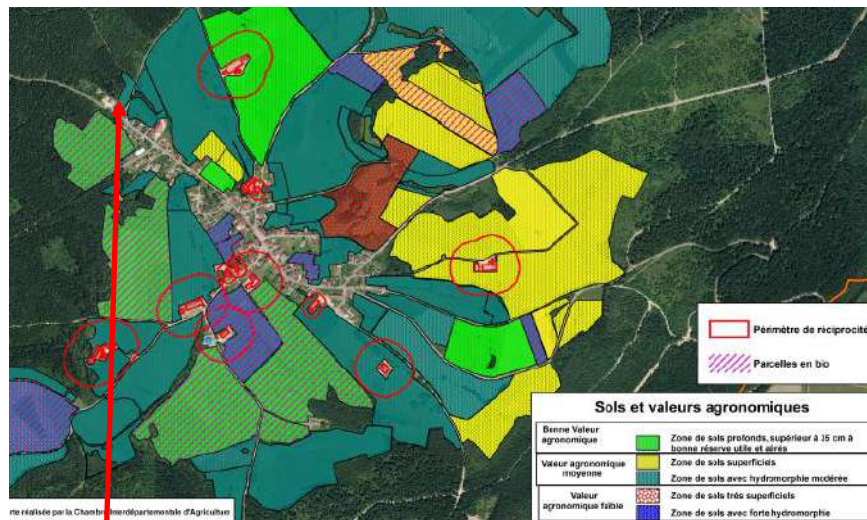 Périmètre de réciprocité
Parcelles en bio
Sols et valeurs agronomiques
Bonne Valeur
agronomique
Zone de sols profonds, supérieur à 35 cm à
bonne réserve utile et aérés
Valeur agronomique
moyenne
Zone de sols superficiels
Zone de sols avec hydromorphie modérée
Valeur
agronomique faible
Zone de sols très superficiels
Zone de sols avec forte hydromorphie
rte réalisée par la Chambre Interdépartementale d'Agriculture